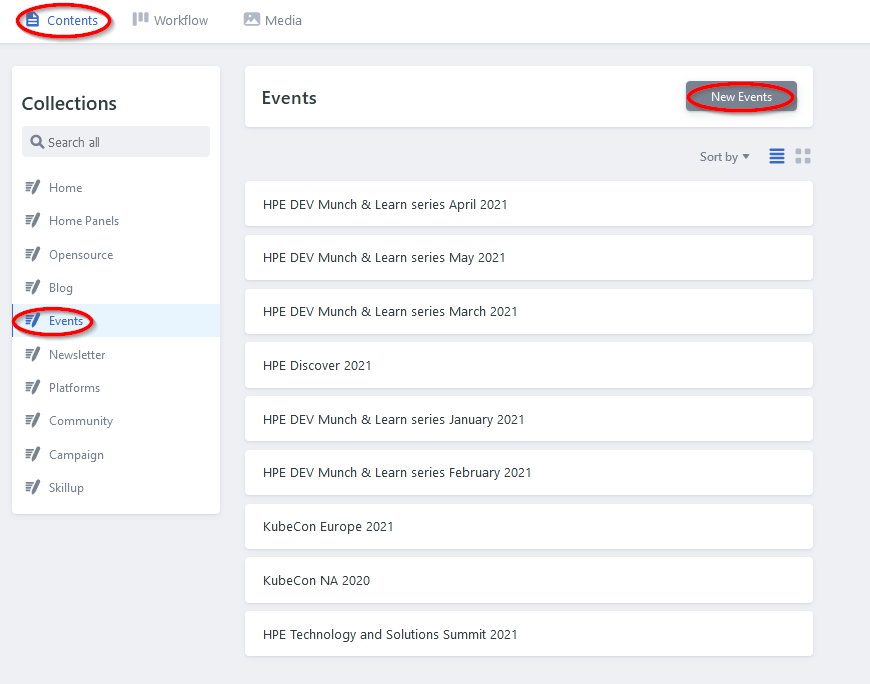 Contents Workflow Media
Collections
Search all
Home
Home Panels
Opensource
Blog
Events
Newsletter
Platforms
Community
Campaign
Skillup
Events
New Events
Sort by
HPE DEV Munch & Learn series April 2021
HPE DEV Munch & Learn series May 2021
HPE DEV Munch & Learn series March 2021
HPE Discover 2021
HPE DEV Munch & Learn series January 2021
HPE DEV Munch & Learn series February 2021
KubeCon Europe 2021
KubeCon NA 2020
HPE Technology and Solutions Summit 2021